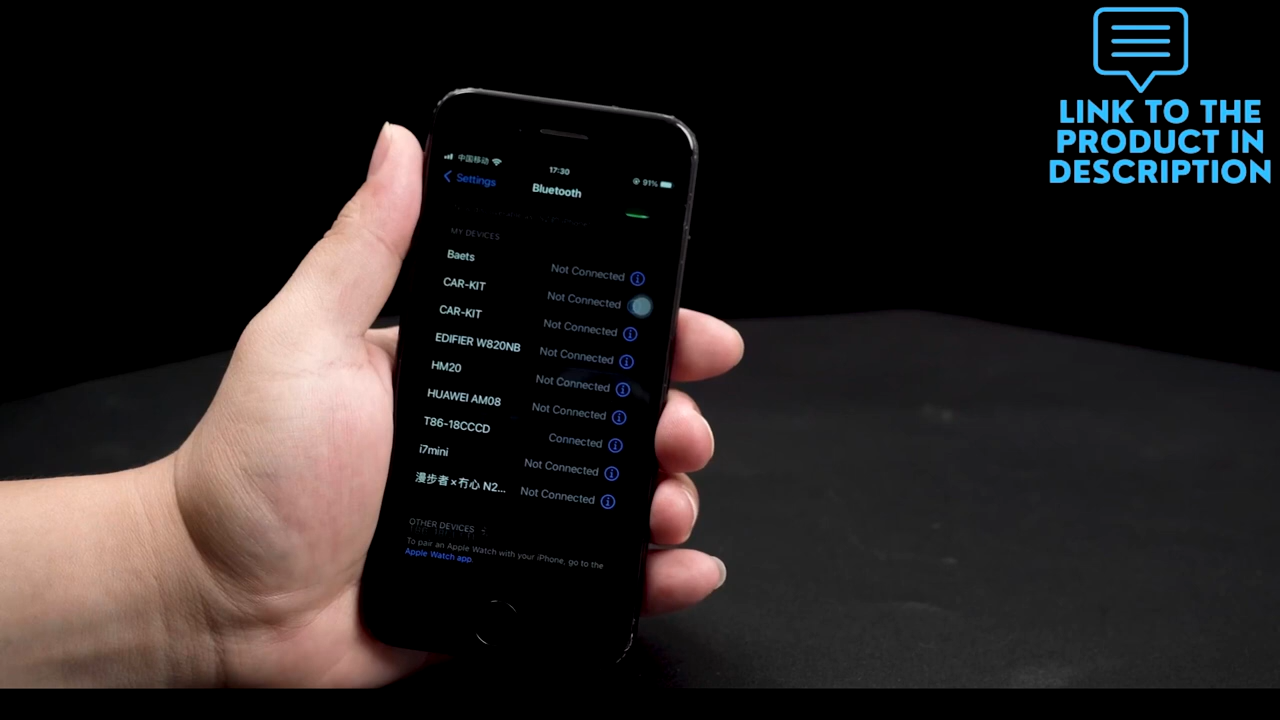 LINK TO THE
PRODUCT IN
DESCRIPTION
中国移动
17:30
91%
Settings
Bluetooth
MY DEVICES
Baets Not Connected
CAR-KIT Not Connected
CAR-KIT Not Connected
EDIFIER W820NB Not Connected
HM20 Not Connected
HUAWEI AM08 Not Connected
T86-18CCCD Connected
i7mini Not Connected
漫步者×冇心 N2... Not Connected
OTHER DEVICES
To pair an Apple Watch with your iPhone, go to the
Apple Watch app.